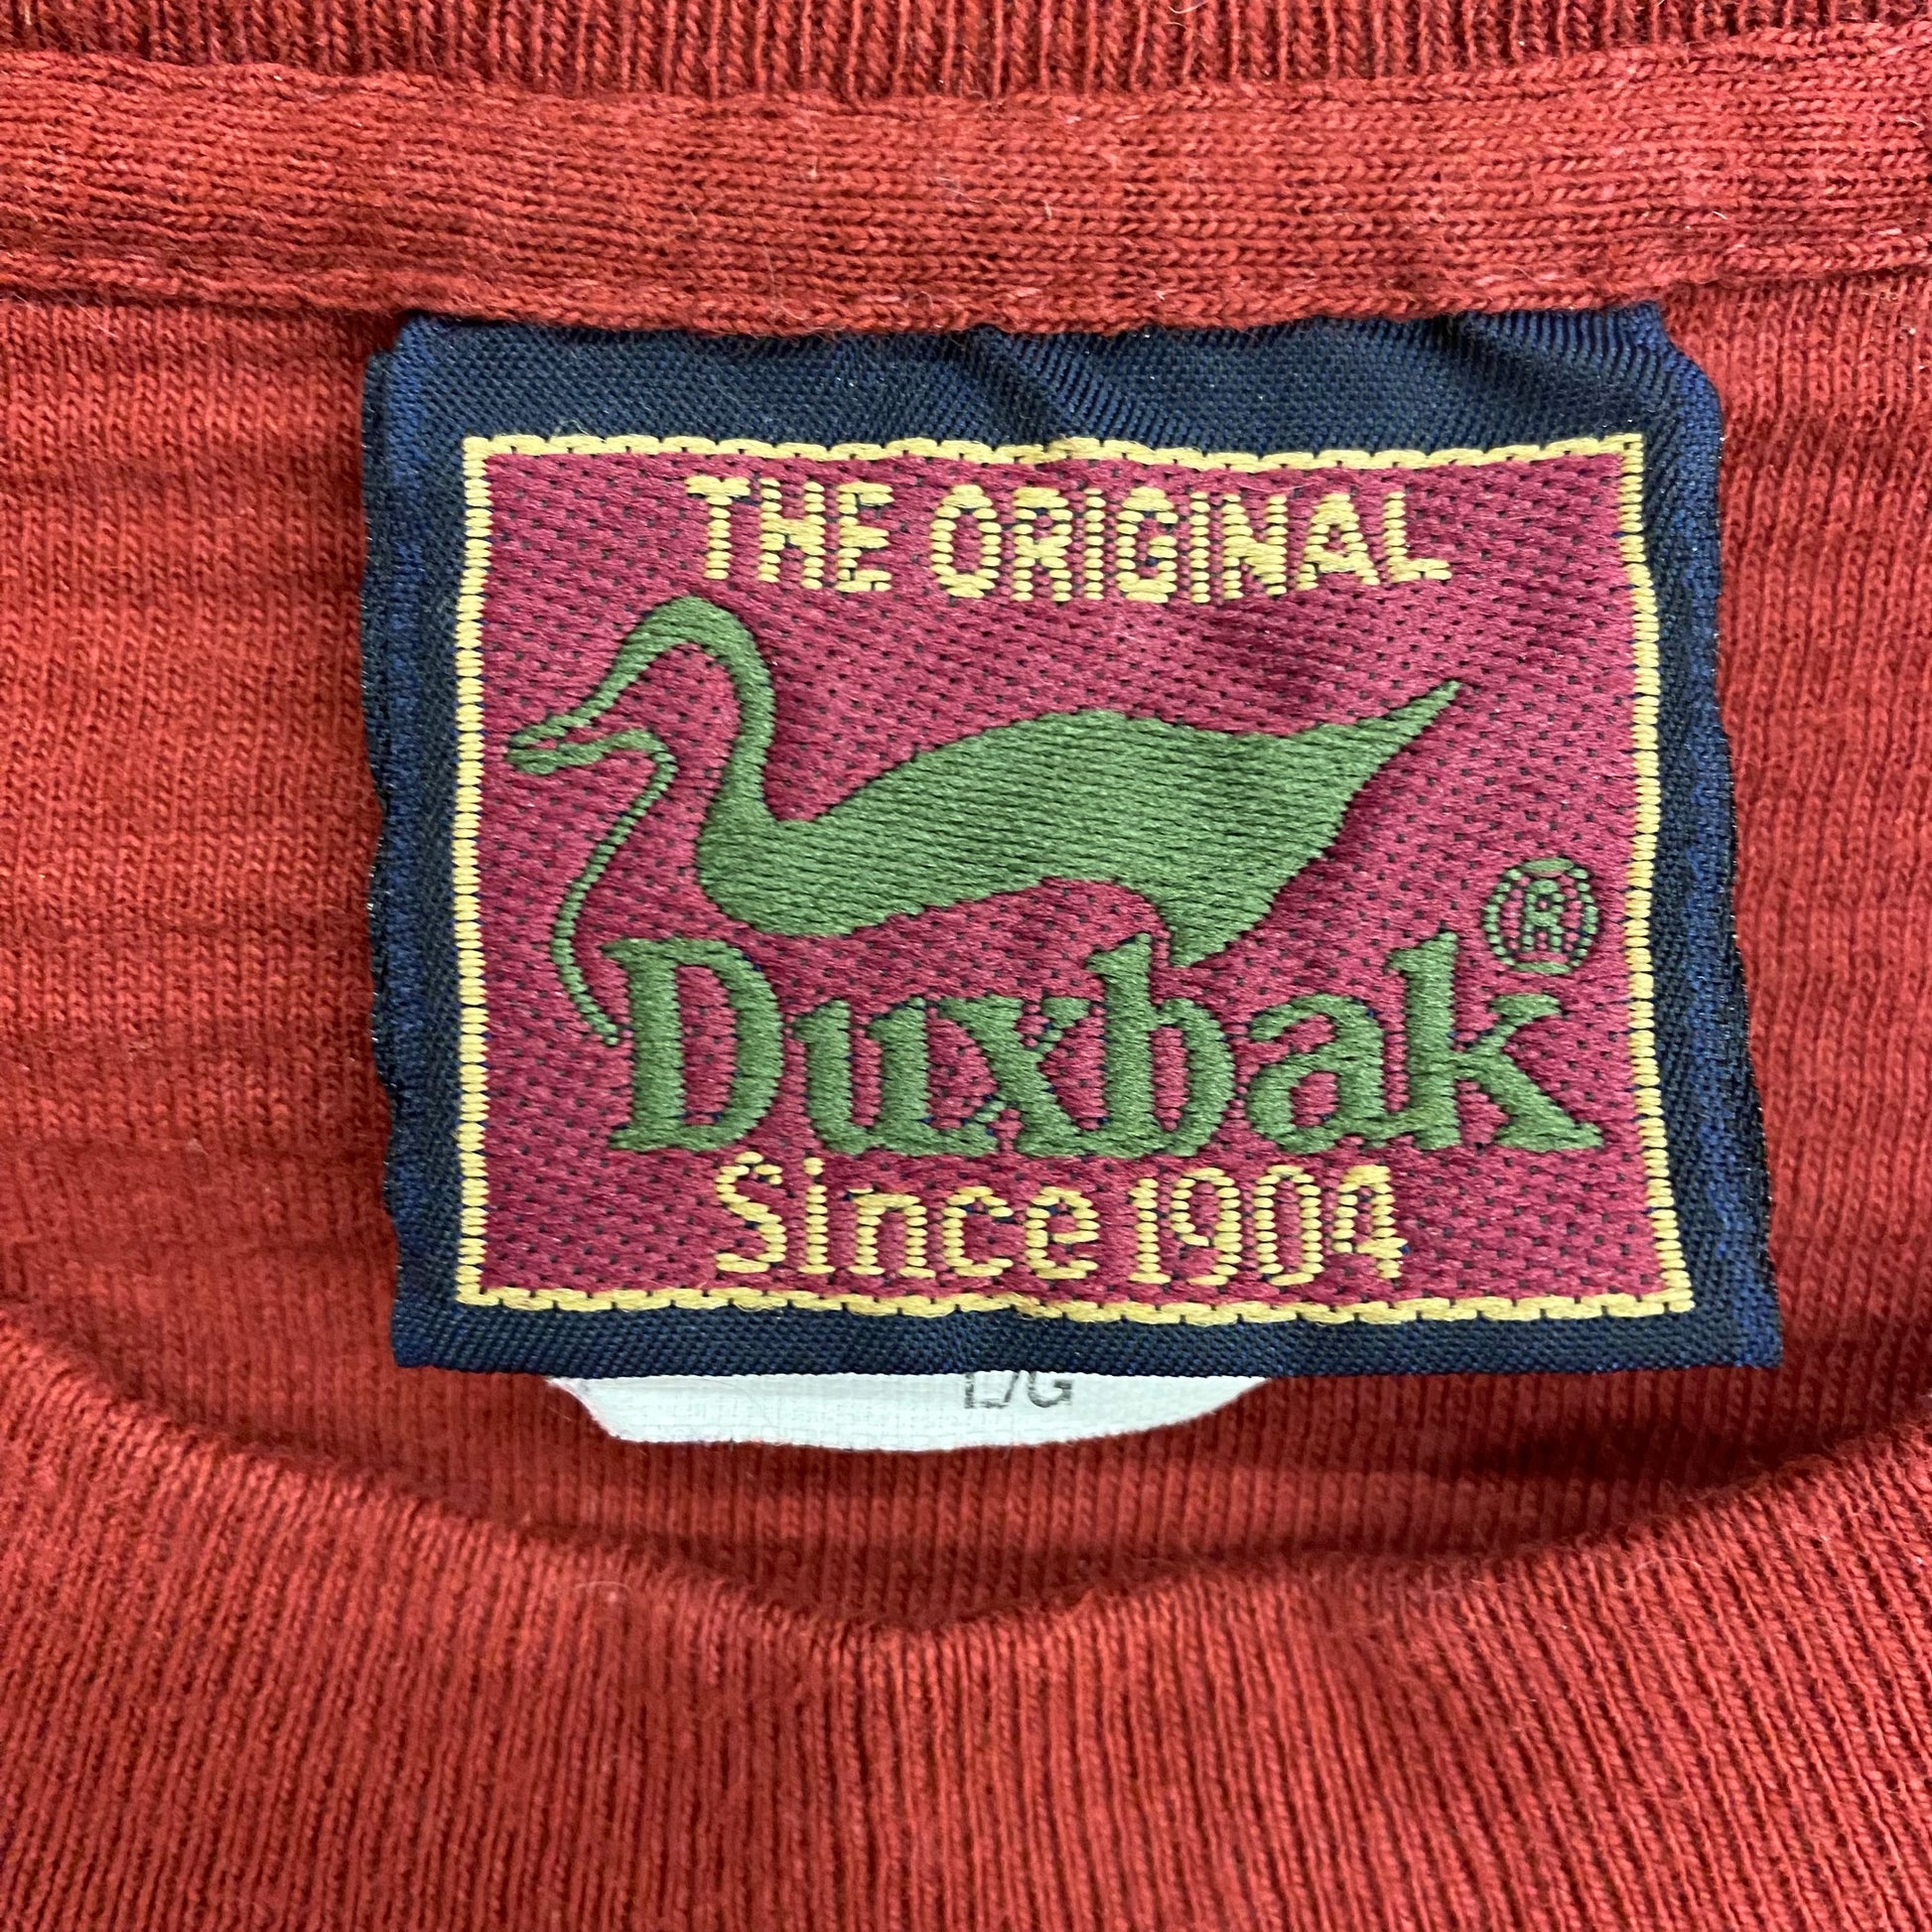 THE ORIGINAL
Duxbak®
Since 1904
L/G